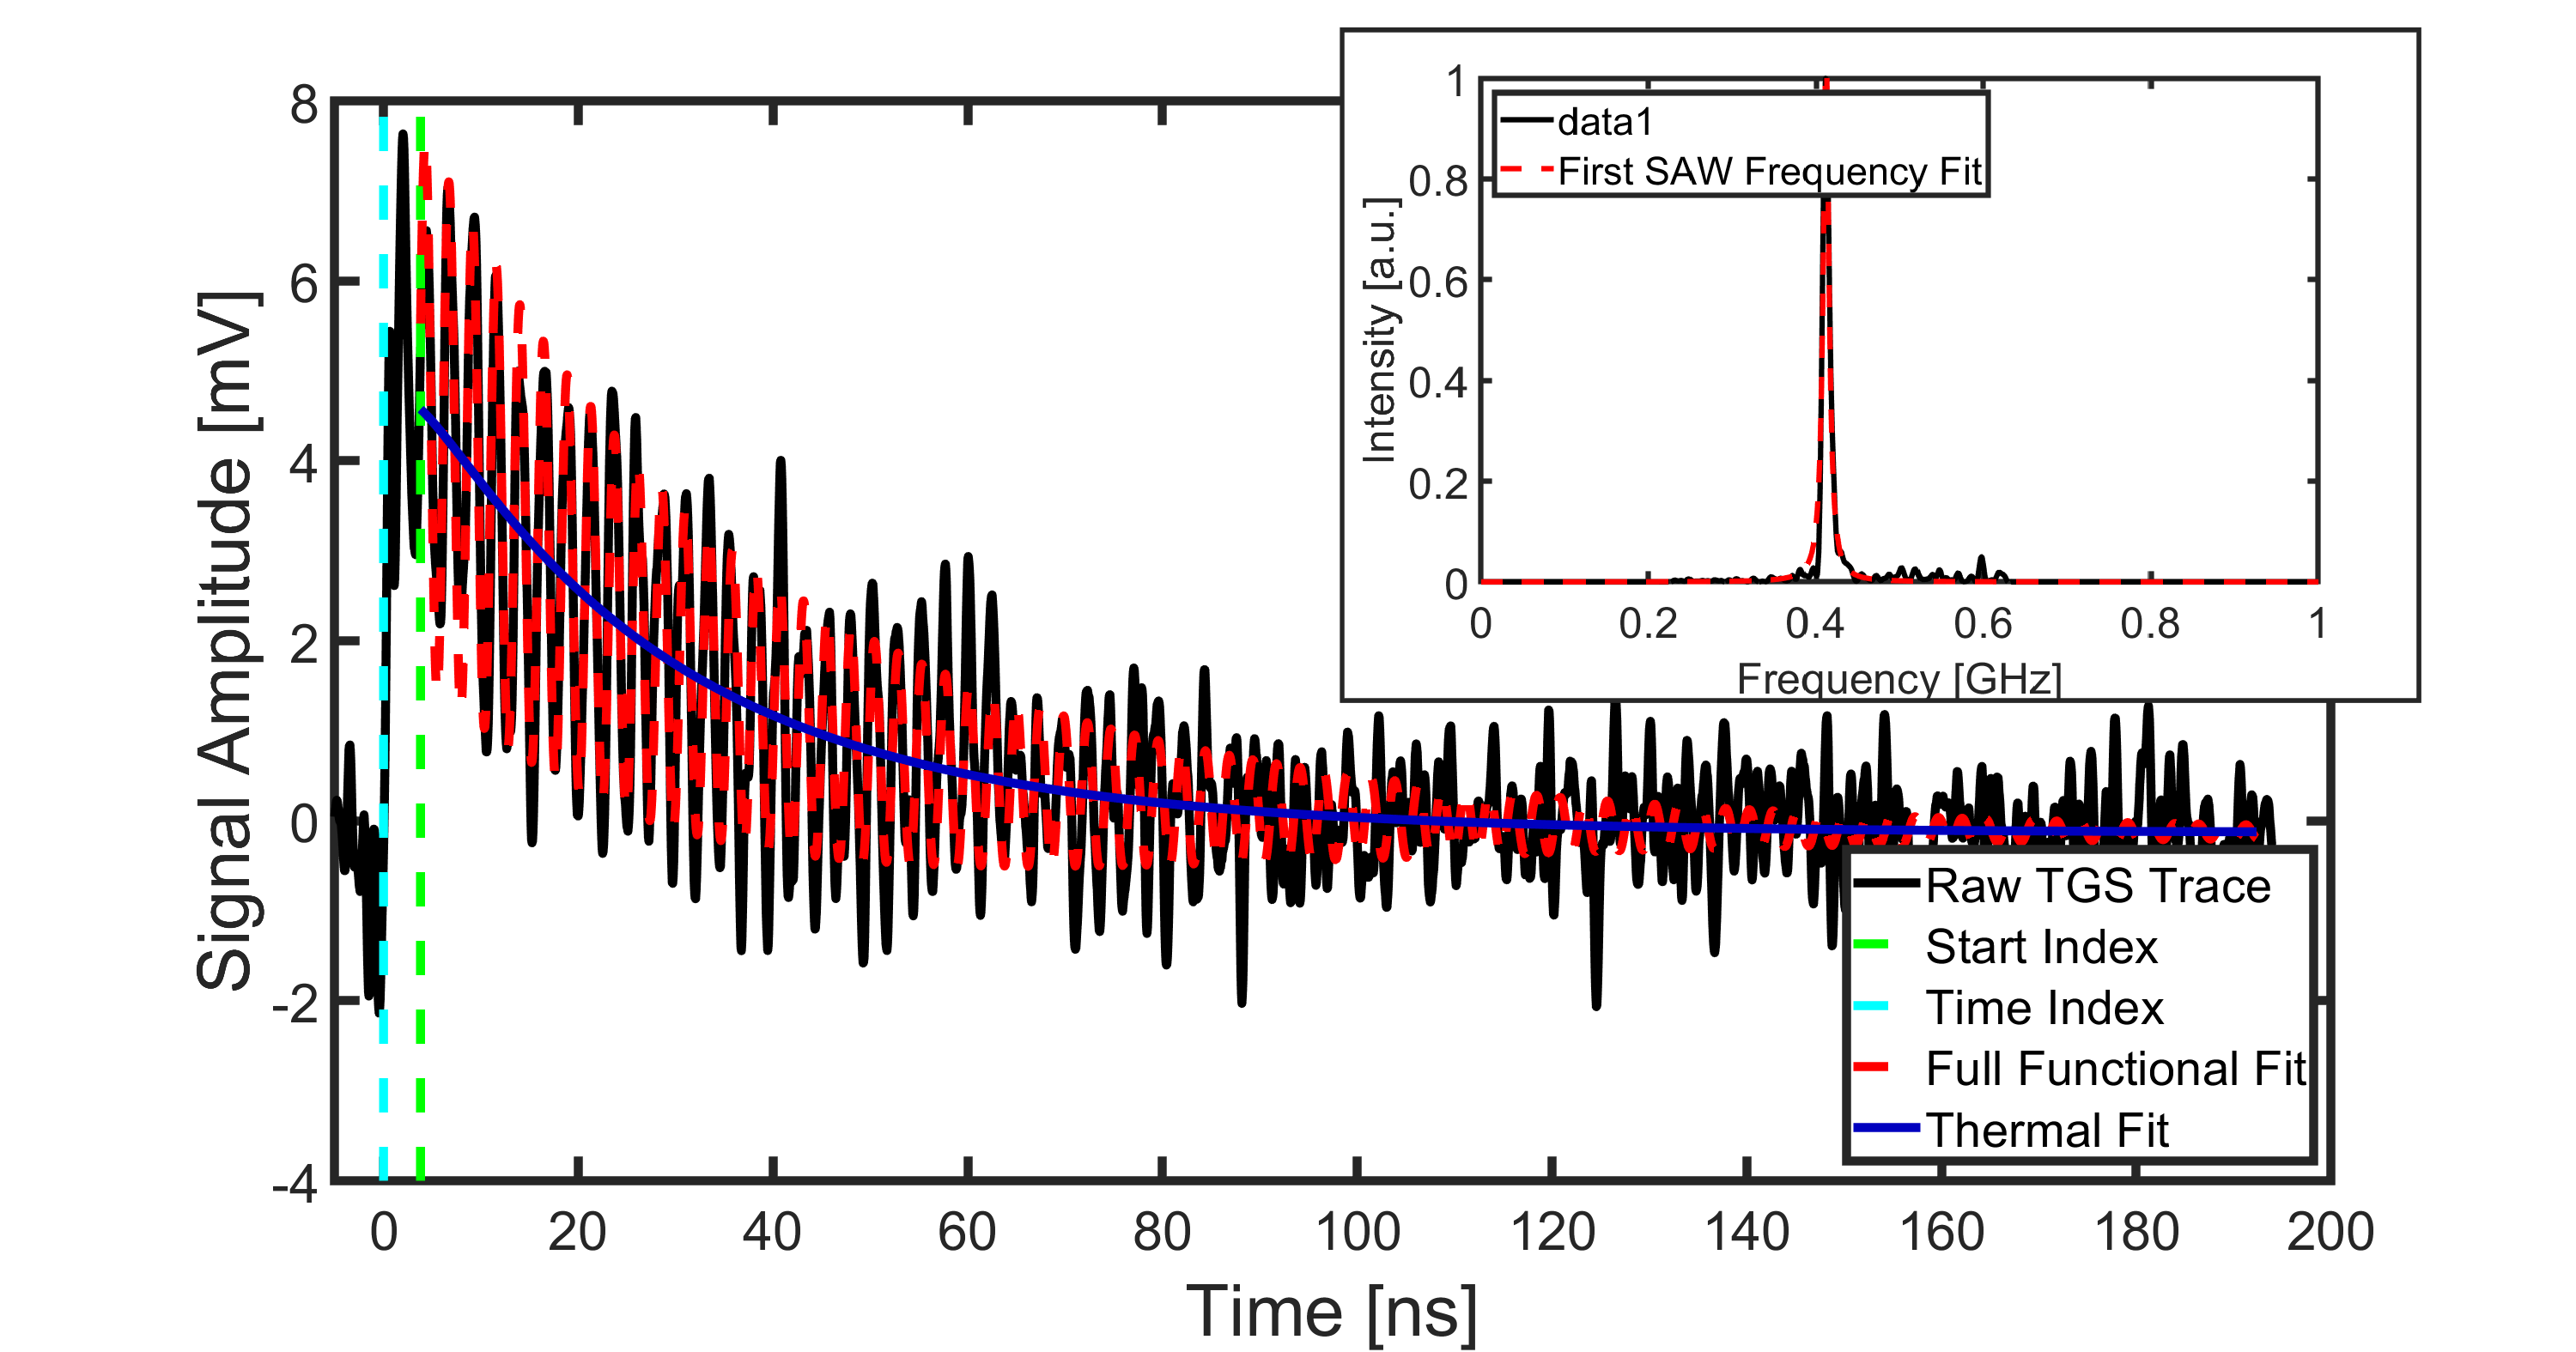 8
6
4
2
0
-2
-4
Signal Amplitude [mV]
0 20 40 60 80 100 120 140 160 180 200
Time [ns]
1
0.8
0.6
0.4
0.2
0
Intensity [a.u.]
data1
First SAW Frequency Fit
0 0.2 0.4 0.6 0.8 1
Frequency [GHz]
Raw TGS Trace
Start Index
Time Index
Full Functional Fit
Thermal Fit